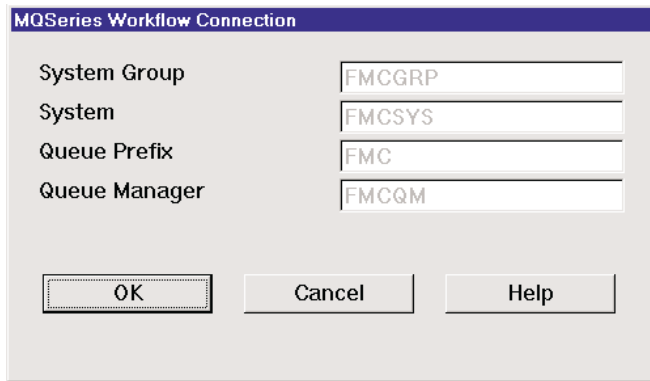 MQSeries Workflow Connection
System Group FMCGRP
System FMCSYS
Queue Prefix FMC
Queue Manager FMCQM
OK Cancel Help